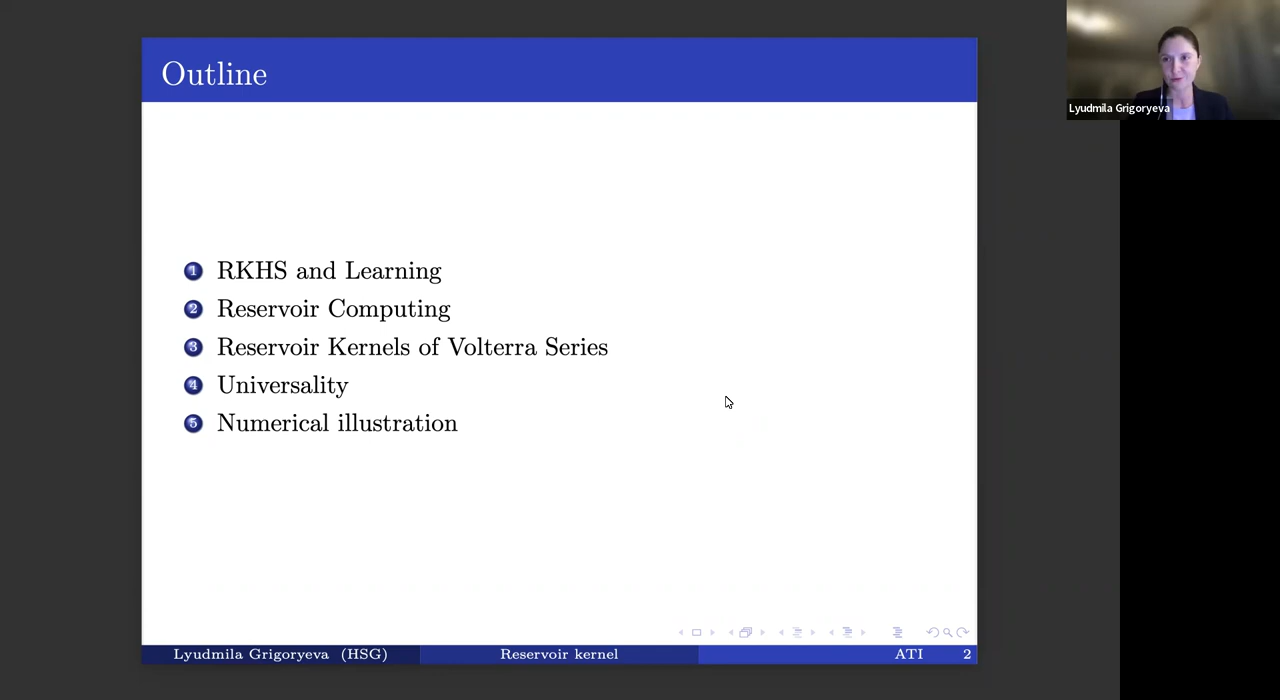 Outline
1 RKHS and Learning
2 Reservoir Computing
3 Reservoir Kernels of Volterra Series
4 Universality
5 Numerical illustration
Lyudmila Grigoryeva (HSG) Reservoir kernel ATI 2
Lyudmila Grigoryeva